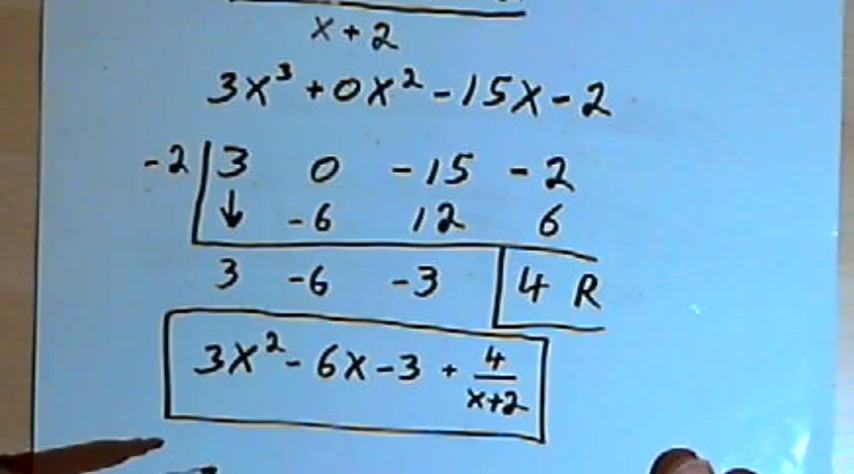 x + 2
3x³ + 0x² - 15x - 2
-2 | 3 0 -15 -2
↓ -6 12 6
3 -6 -3 4 R
3x² - 6x - 3 + 4/(x+2)